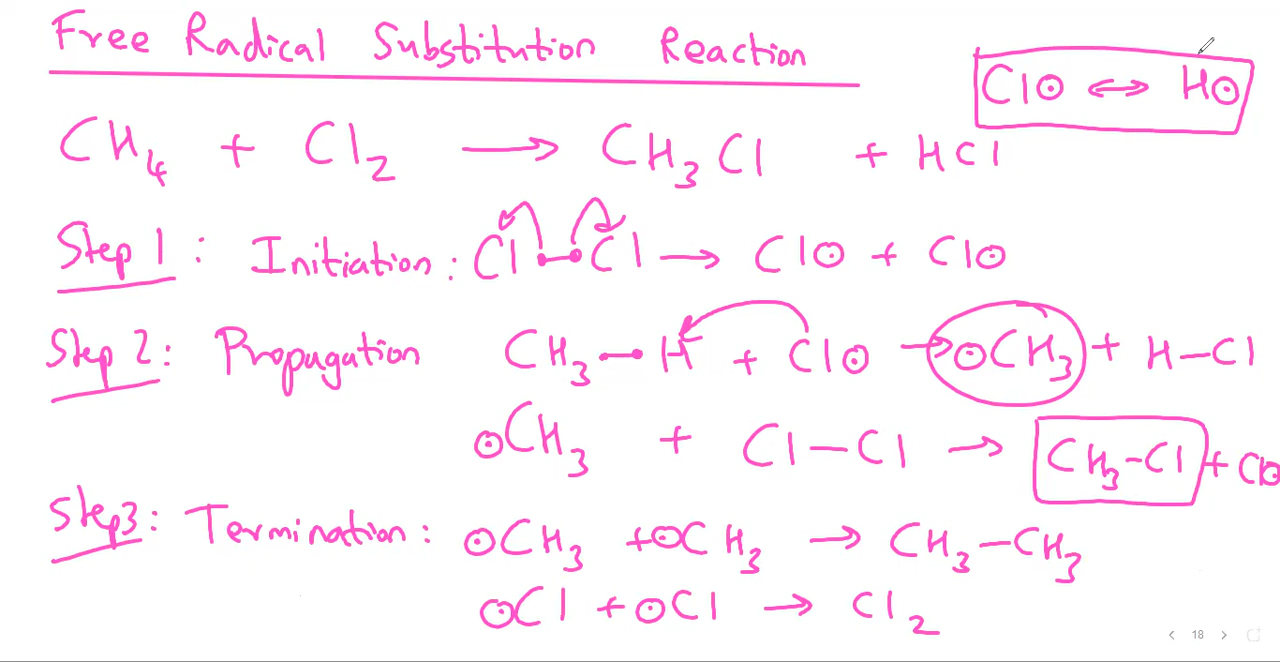 Free Radical Substitution Reaction
Cl⊙ ↔ H⊙
CH₄ + Cl₂ → CH₃Cl + HCl
Step 1 : Initiation : Cl—Cl → Cl⊙ + Cl⊙
Step 2 : Propagation CH₃—H + Cl⊙ → ⊙CH₃ + H—Cl
⊙CH₃ + Cl—Cl → CH₃—Cl + Cl⊙
Step3 : Termination : ⊙CH₃ + ⊙CH₃ → CH₃—CH₃
⊙Cl + ⊙Cl → Cl₂
< 18 >